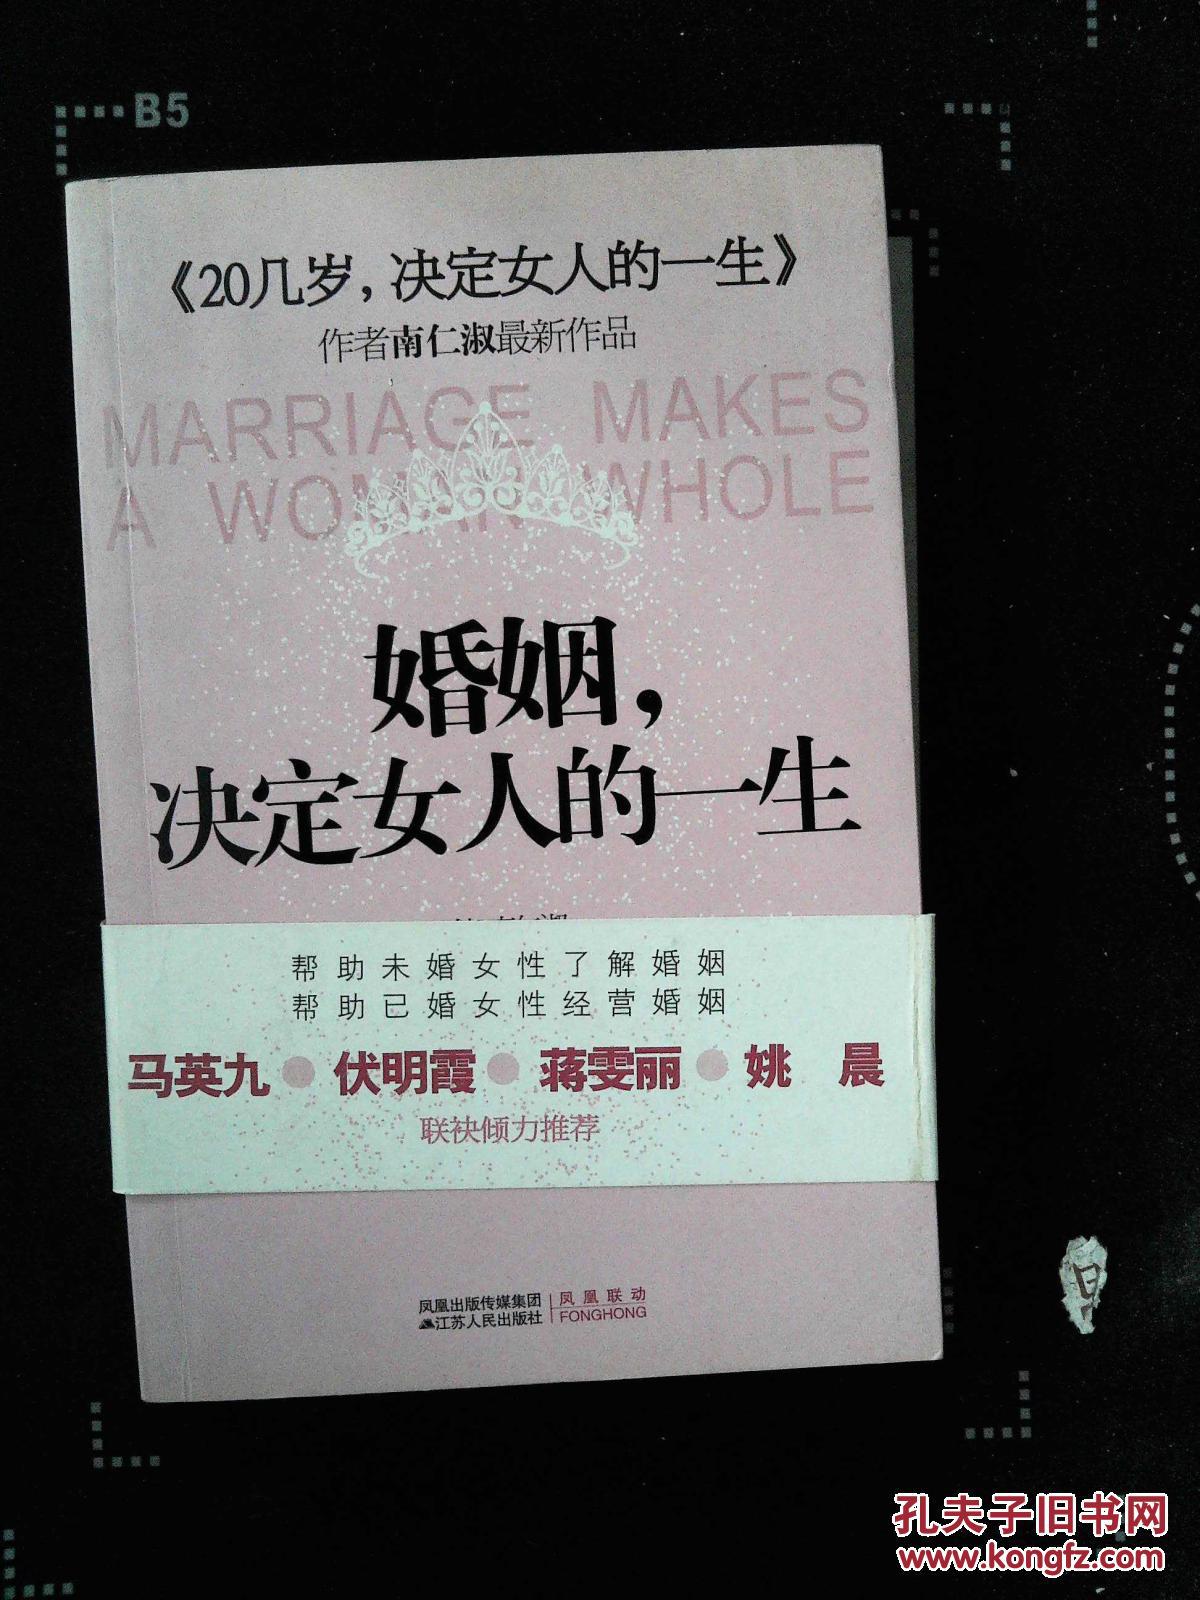 B5
《20几岁，决定女人的一生》
作者南仁淑最新作品
MARRIAGE MAKES
A WOMAN WHOLE
婚姻，
决定女人的一生
帮助未婚女性了解婚姻
帮助已婚女性经营婚姻
马英九●伏明霞●蒋雯丽●姚 晨
联袂倾力推荐
凤凰出版传媒集团
江苏人民出版社
凤凰联动
FONGHONG
孔夫子旧书网
www.kongfz.com